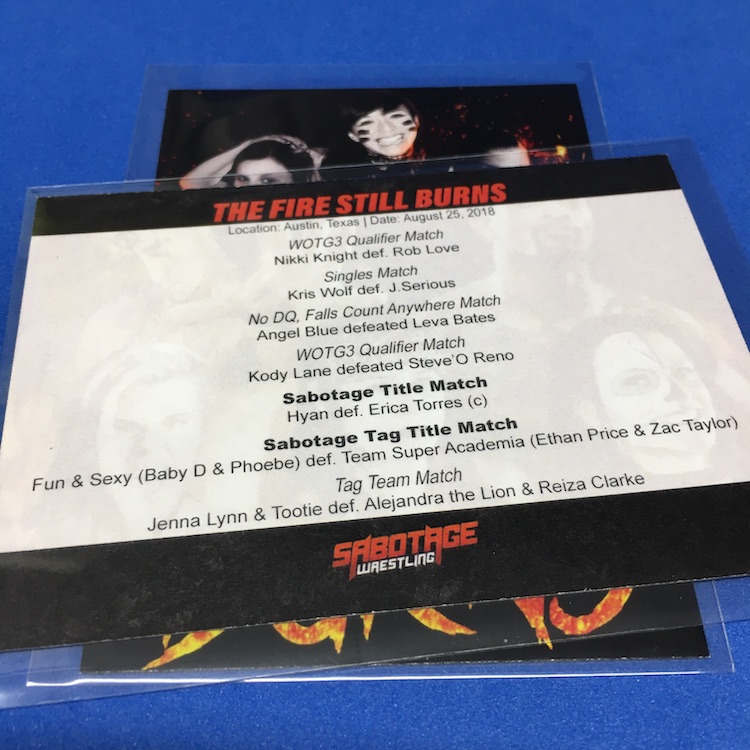 THE FIRE STILL BURNS
Location: Austin, Texas | Date: August 25, 2018
WOTG3 Qualifier Match
Nikki Knight def. Rob Love
Singles Match
Kris Wolf def. J.Serious
No DQ, Falls Count Anywhere Match
Angel Blue defeated Leva Bates
WOTG3 Qualifier Match
Kody Lane defeated Steve'O Reno
Sabotage Title Match
Hyan def. Erica Torres (c)
Sabotage Tag Title Match
Fun & Sexy (Baby D & Phoebe) def. Team Super Academia (Ethan Price & Zac Taylor)
Tag Team Match
Jenna Lynn & Tootie def. Alejandra the Lion & Reiza Clarke
SABOTAGE
WRESTLING